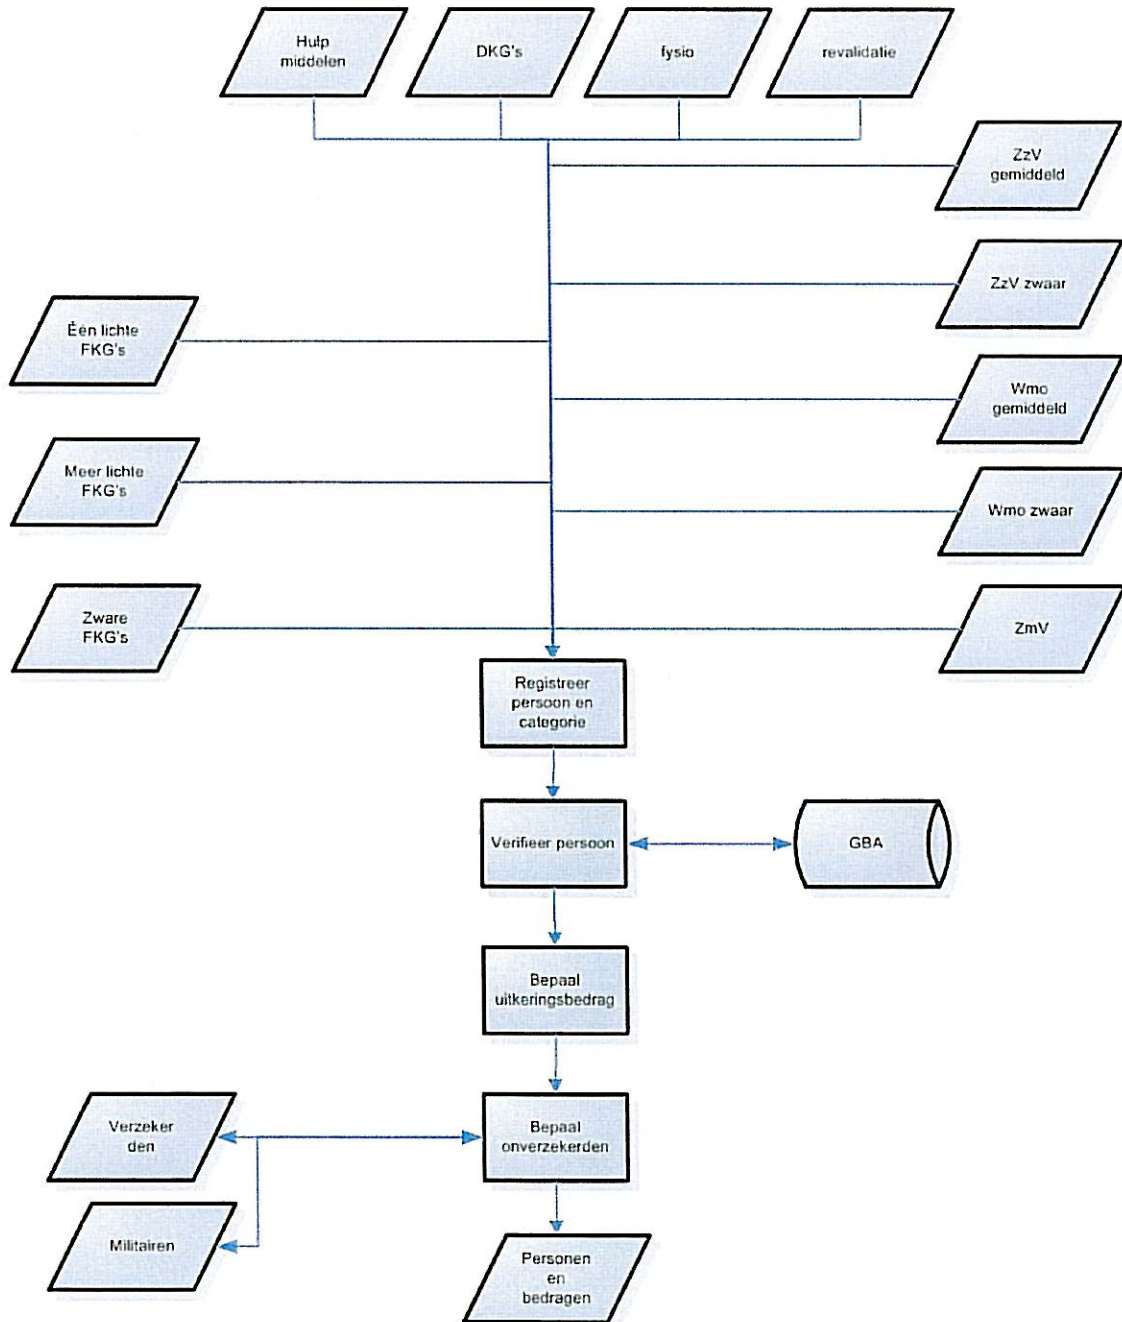 Hulp
middelen
DKG's
fysio
revalidatie
ZzV
gemiddeld
ZzV zwaar
Één lichte
FKG's
Wmo
gemiddeld
Meer lichte
FKG's
Wmo zwaar
Zware
FKG's
ZmV
Registreer
persoon en
categorie
Verifieer persoon
GBA
Bepaal
uitkeringsbedrag
Verzeker
den
Bepaal
onverzekerden
Militairen
Personen
en
bedragen